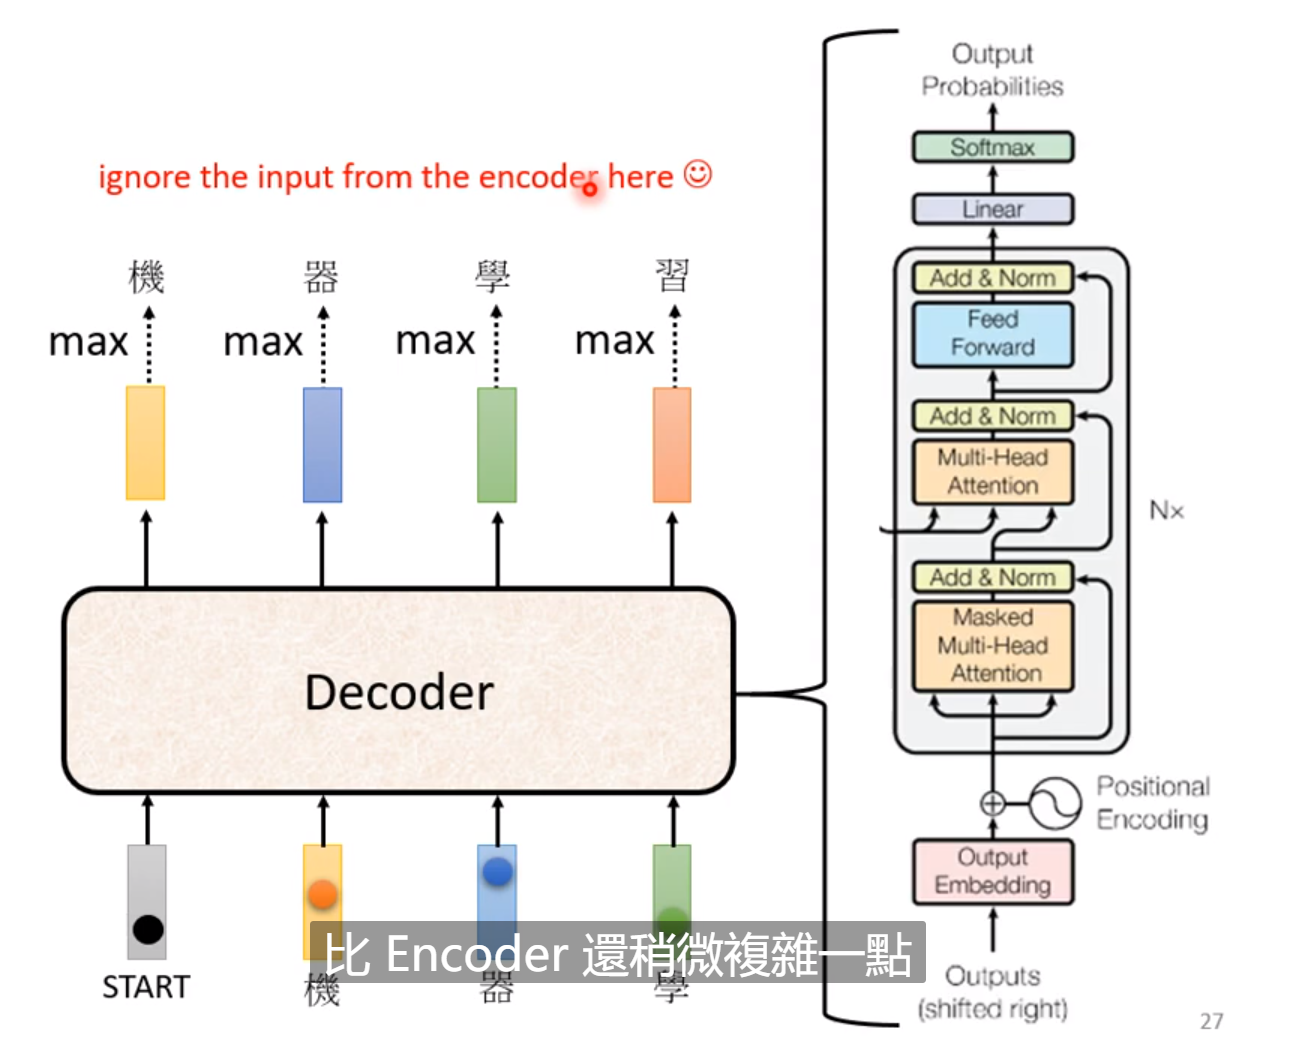 ignore the input from the encoder here ☺
機 器 學 習
max max max max
Decoder
START 機 器 學
比 Encoder 還稍微複雜一點
Output
Probabilities
Softmax
Linear
Add & Norm
Feed
Forward
Add & Norm
Multi-Head
Attention
N×
Add & Norm
Masked
Multi-Head
Attention
Positional
Encoding
Output
Embedding
Outputs
(shifted right)
27